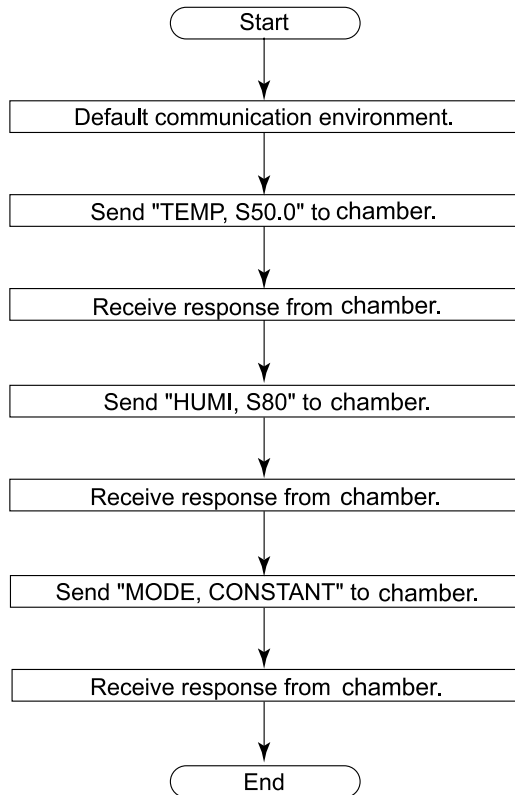 Start
Default communication environment.
Send "TEMP, S50.0" to chamber.
Receive response from chamber.
Send "HUMI, S80" to chamber.
Receive response from chamber.
Send "MODE, CONSTANT" to chamber.
Receive response from chamber.
End